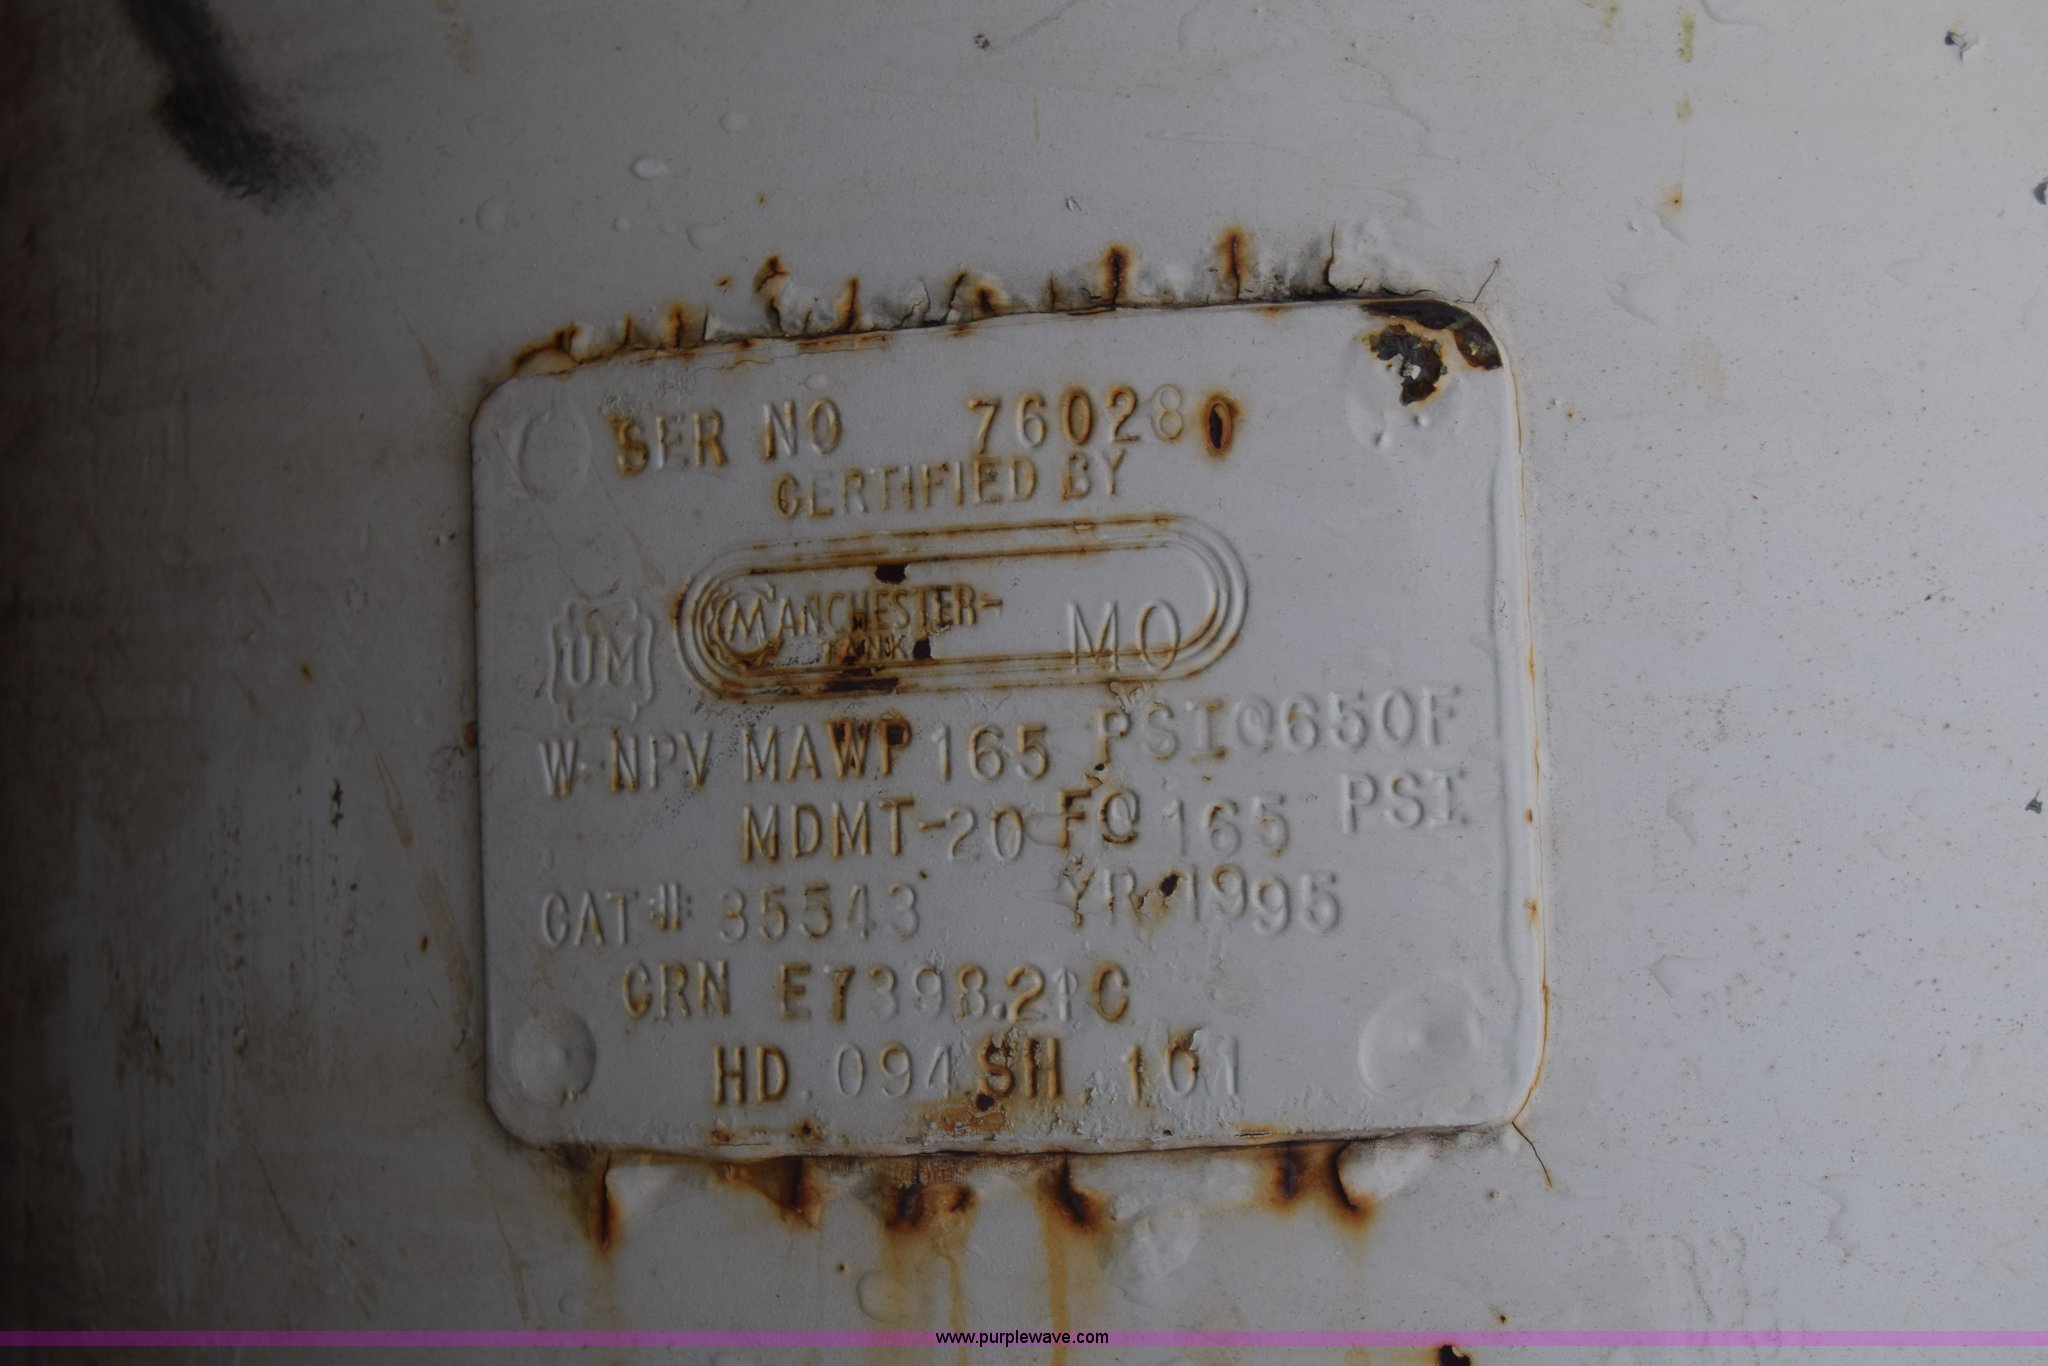 SER NO 760280
CERTIFIED BY
MANCHESTER
TANK
MO
UM
W-NPV MAWP 165 PSI@650F
MDMT-20 F@ 165 PSI
CAT# 35543 YR 1995
CRN E7398.21C
HD .094 SH .101
www.purplewave.com